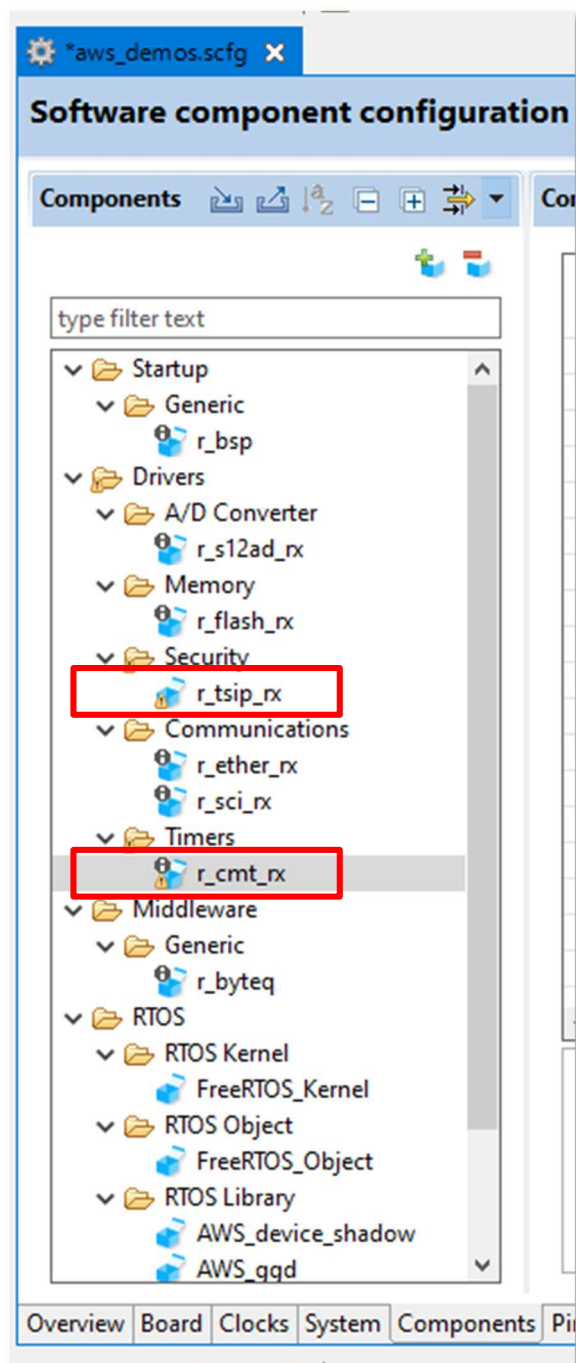 *aws_demos.scfg
Software component configuration
Components
type filter text
Startup
Generic
r_bsp
Drivers
A/D Converter
r_s12ad_rx
Memory
r_flash_rx
Security
r_tsip_rx
Communications
r_ether_rx
r_sci_rx
Timers
r_cmt_rx
Middleware
Generic
r_byteq
RTOS
RTOS Kernel
FreeRTOS_Kernel
RTOS Object
FreeRTOS_Object
RTOS Library
AWS_device_shadow
AWS_ggd
Overview Board Clocks System Components